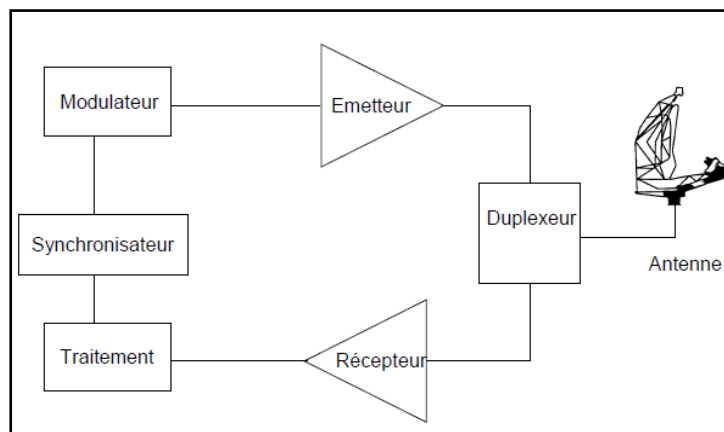 Modulateur
Emetteur
Duplexeur
Synchronisateur
Antenne
Traitement
Récepteur